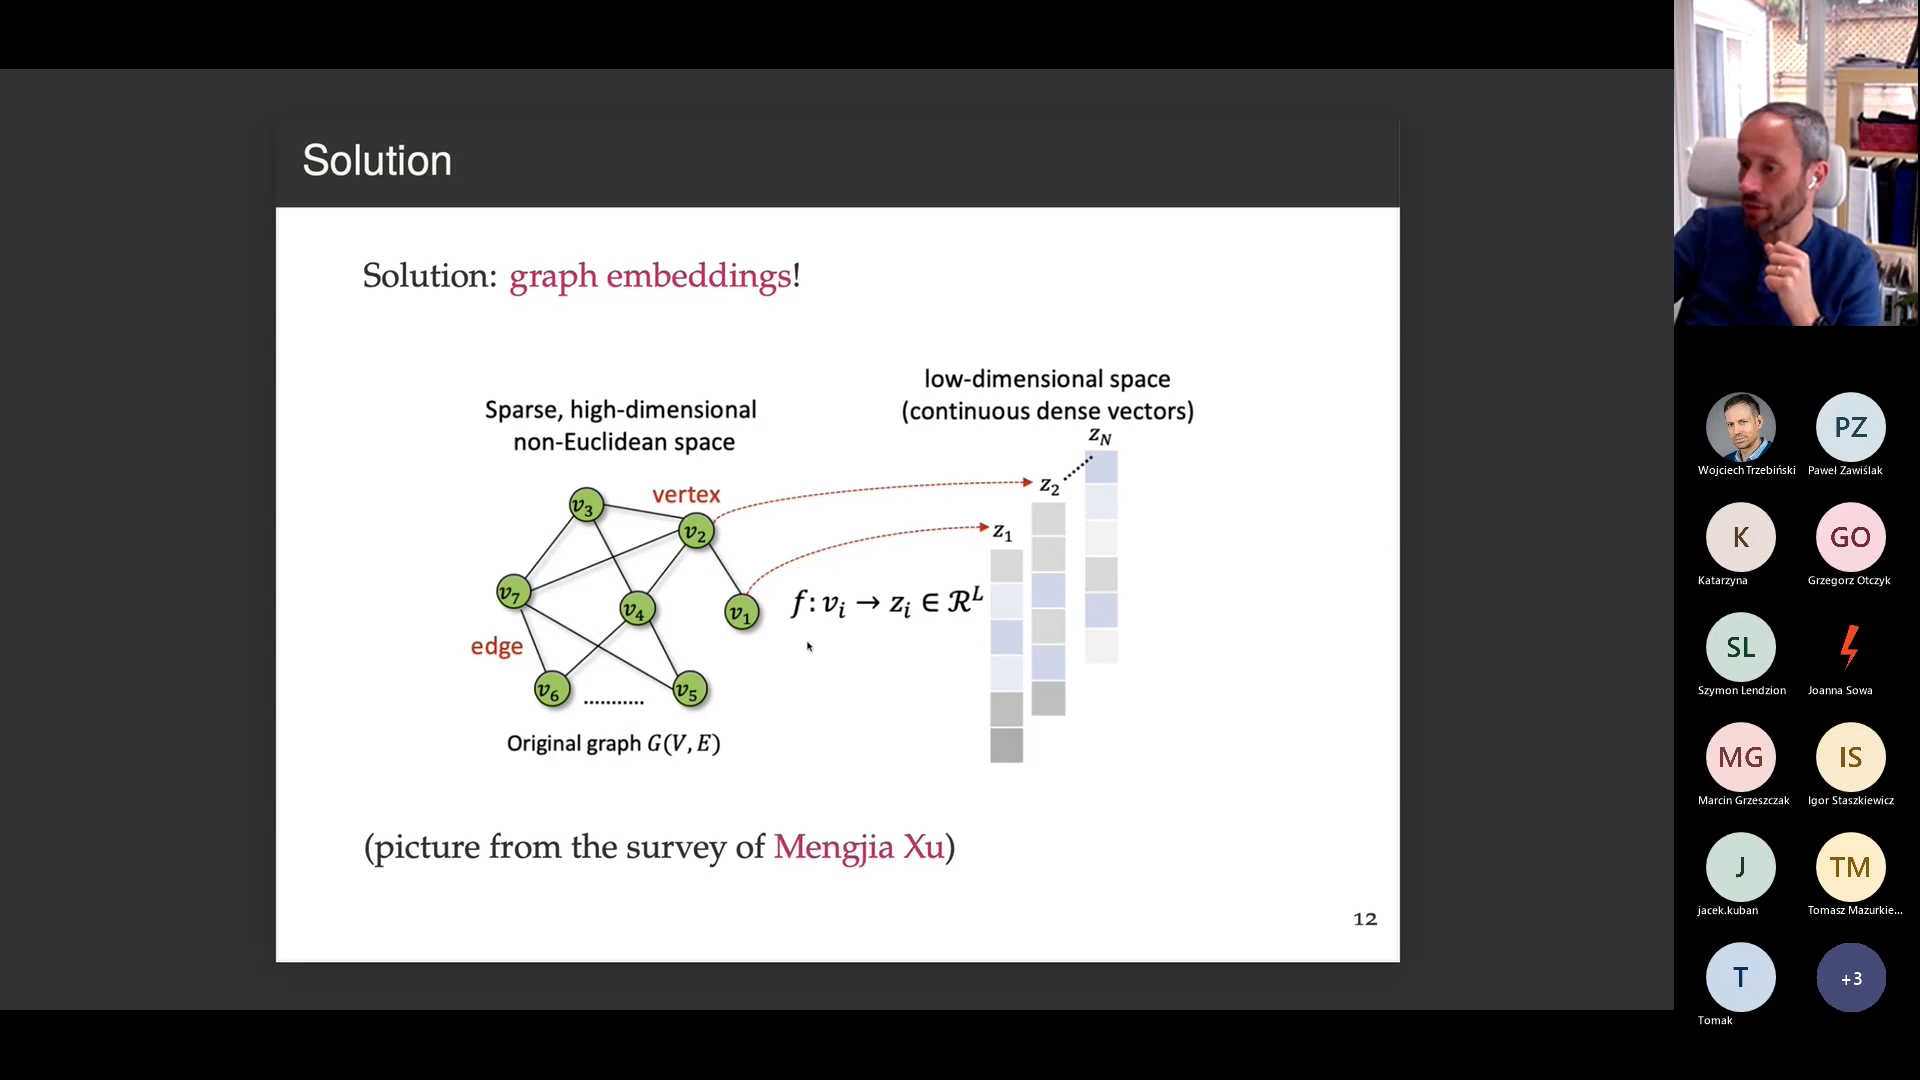 Solution
Solution: graph embeddings!
low-dimensional space
(continuous dense vectors)
Sparse, high-dimensional
non-Euclidean space
z_N
z_2
z_1
vertex
v_3
v_2
v_7
v_4
v_1
f: v_i → z_i ∈ ℛ^L
edge
v_6
...........
v_5
Original graph G(V, E)
(picture from the survey of Mengjia Xu)
12
Wojciech Trzebiński
PZ
Paweł Zawiślak
K
Katarzyna
GO
Grzegorz Otczyk
SL
Szymon Lendzion
Joanna Sowa
MG
Marcin Grzeszczak
IS
Igor Staszkiewicz
J
jacek.kuban
TM
Tomasz Mazurkie...
T
Tomak
+3